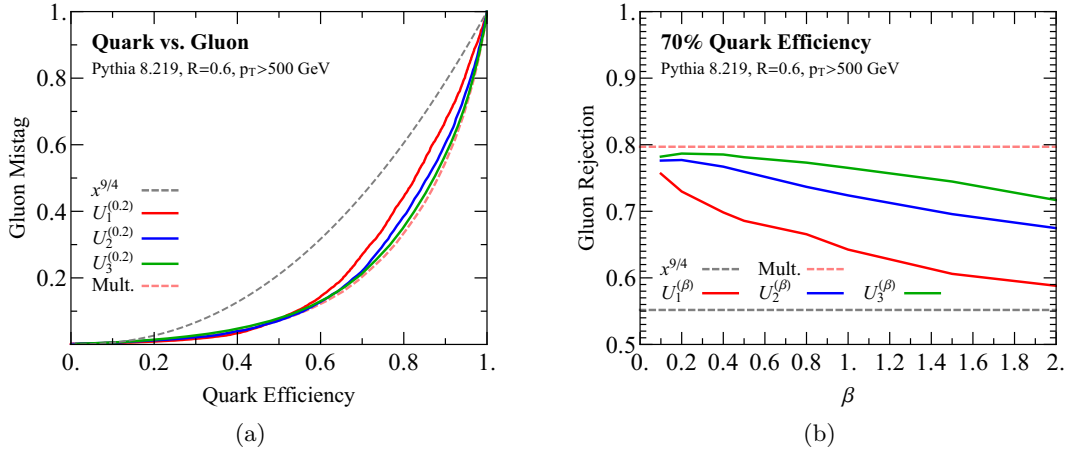 Quark vs. Gluon
Pythia 8.219, R=0.6, p_T>500 GeV
Gluon Mistag
1.
0.8
0.6
0.4
0.2
x^{9/4}
U_1^{(0.2)}
U_2^{(0.2)}
U_3^{(0.2)}
Mult.
0. 0.2 0.4 0.6 0.8 1.
Quark Efficiency
(a)
70% Quark Efficiency
Pythia 8.219, R=0.6, p_T>500 GeV
Gluon Rejection
1.0
0.9
0.8
0.7
0.6
0.5
x^{9/4} Mult.
U_1^{(β)} U_2^{(β)} U_3^{(β)}
0. 0.2 0.4 0.6 0.8 1.0 1.2 1.4 1.6 1.8 2.
β
(b)